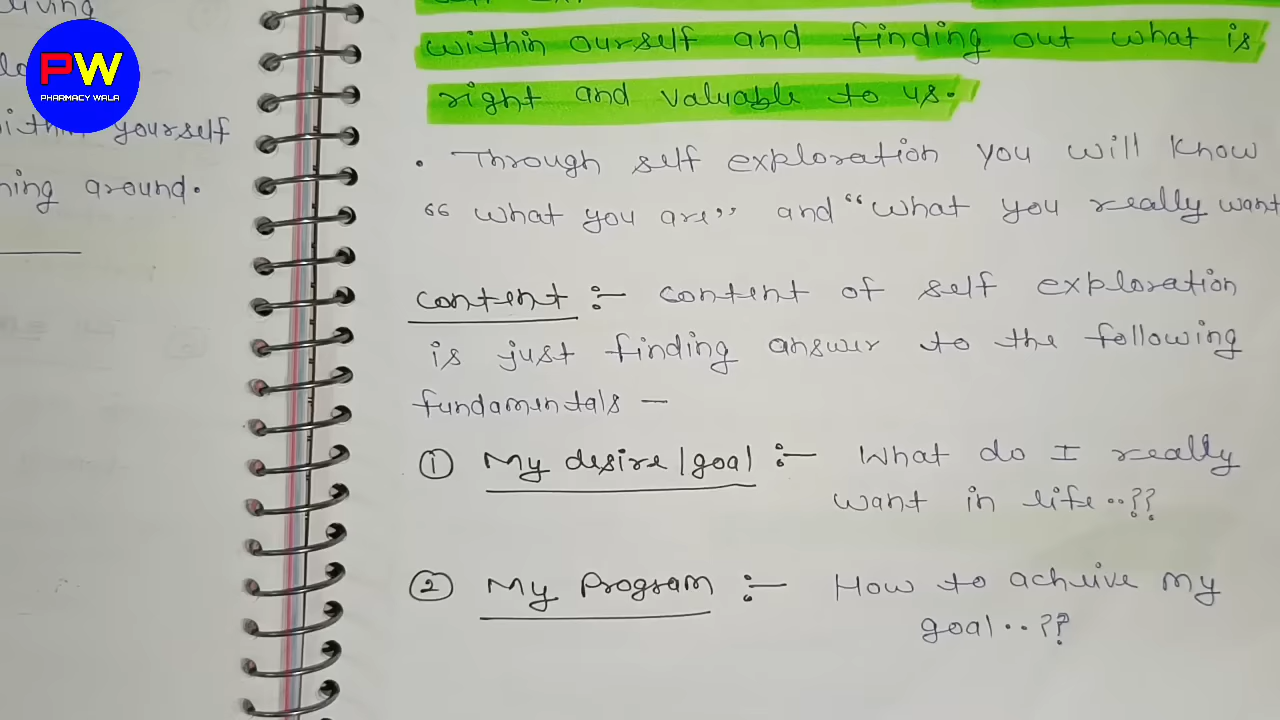 living
PW
PHARMACY WALA
yourself
around.
within ourself and finding out what is
right and valuable to us.
• Through self exploration you will know
“ what you are” and “what you really want
content :- content of self exploration
is just finding answer to the following
fundamentals —
① My desire/goal :- What do I really
want in life..??
② My Program :- How to achieve my
goal..??